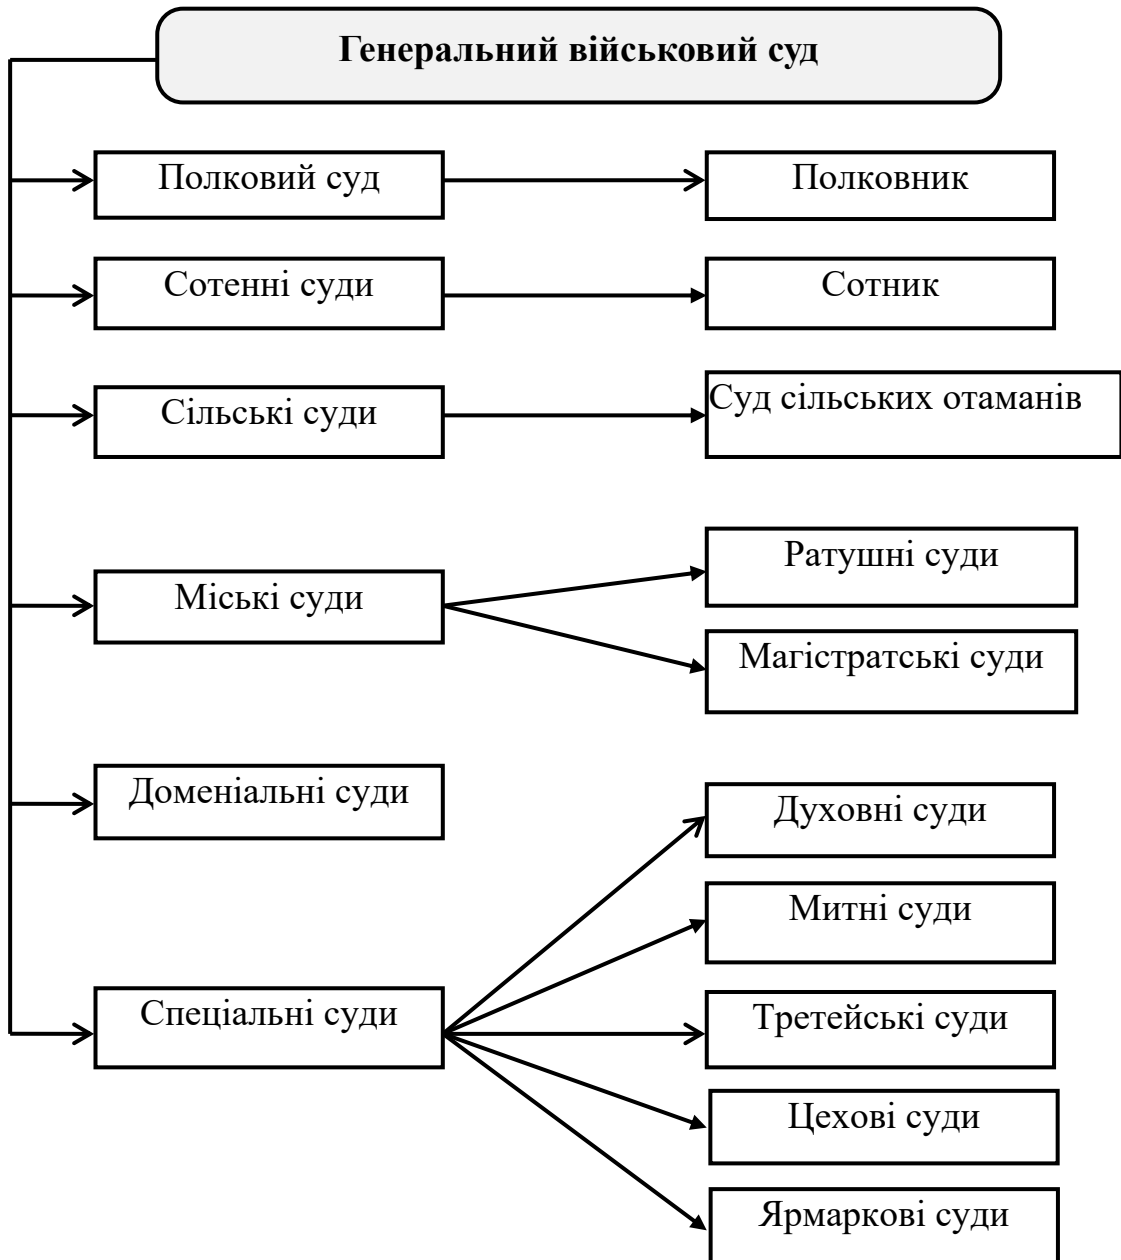 Генеральний військовий суд
Полковий суд
Полковник
Сотенні суди
Сотник
Сільські суди
Суд сільських отаманів
Міські суди
Ратушні суди
Магістратські суди
Доменіальні суди
Спеціальні суди
Духовні суди
Митні суди
Третейські суди
Цехові суди
Ярмаркові суди